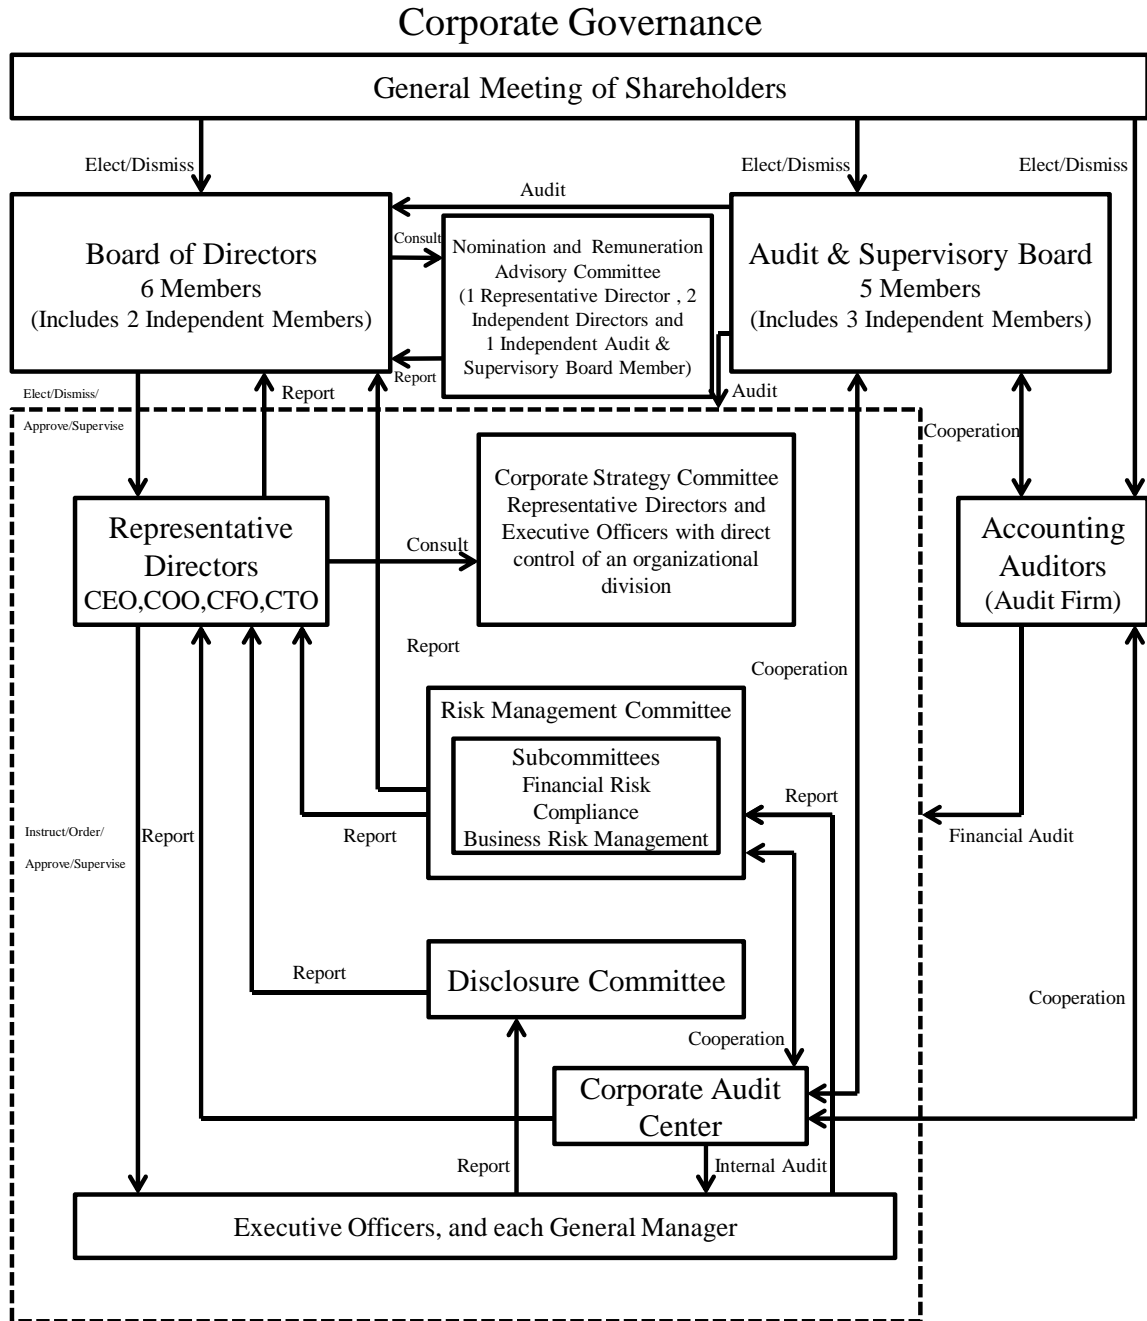 Corporate Governance
General Meeting of Shareholders
Elect/Dismiss
Elect/Dismiss
Elect/Dismiss
Audit
Board of Directors
6 Members
(Includes 2 Independent Members)
Consult
Report
Nomination and Remuneration
Advisory Committee
(1 Representative Director , 2
Independent Directors and
1 Independent Audit &
Supervisory Board Member)
Audit & Supervisory Board
5 Members
(Includes 3 Independent Members)
Elect/Dismiss/
Approve/Supervise
Report
Audit
Cooperation
Representative
Directors
CEO,COO,CFO,CTO
Consult
Corporate Strategy Committee
Representative Directors and
Executive Officers with direct
control of an organizational
division
Accounting
Auditors
(Audit Firm)
Report
Cooperation
Risk Management Committee
Subcommittees
Financial Risk
Compliance
Business Risk Management
Instruct/Order/
Approve/Supervise
Report
Report
Report
Financial Audit
Report
Disclosure Committee
Cooperation
Cooperation
Corporate Audit
Center
Report
Internal Audit
Executive Officers, and each General Manager